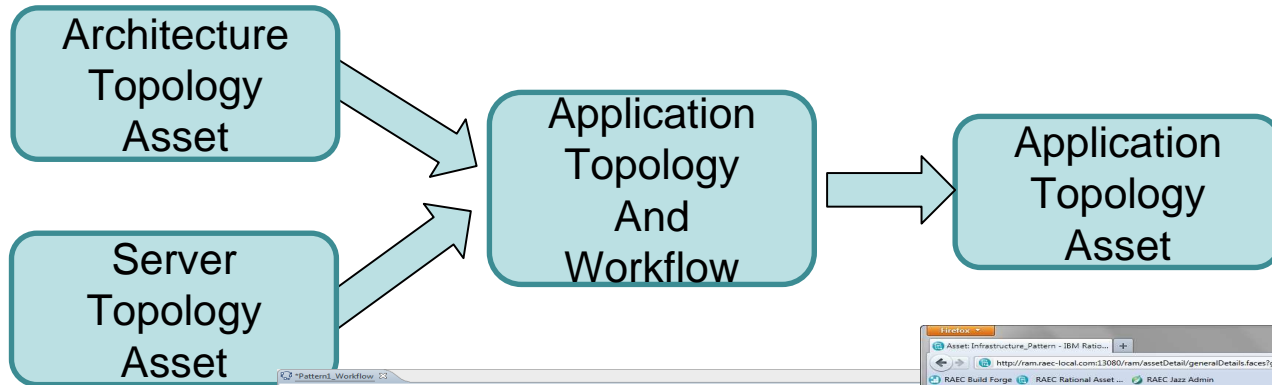 Architecture
Topology
Asset
Server
Topology
Asset
Application
Topology
And
Workflow
Application
Topology
Asset
*Pattern1_Workflow
Firefox
Asset: Infrastructure_Pattern - IBM Ratio...
http://ram.raec-local.com:13080/ram/assetDetail/generalDetails.faces?g
RAEC Build Forge RAEC Rational Asset ... RAEC Jazz Admin